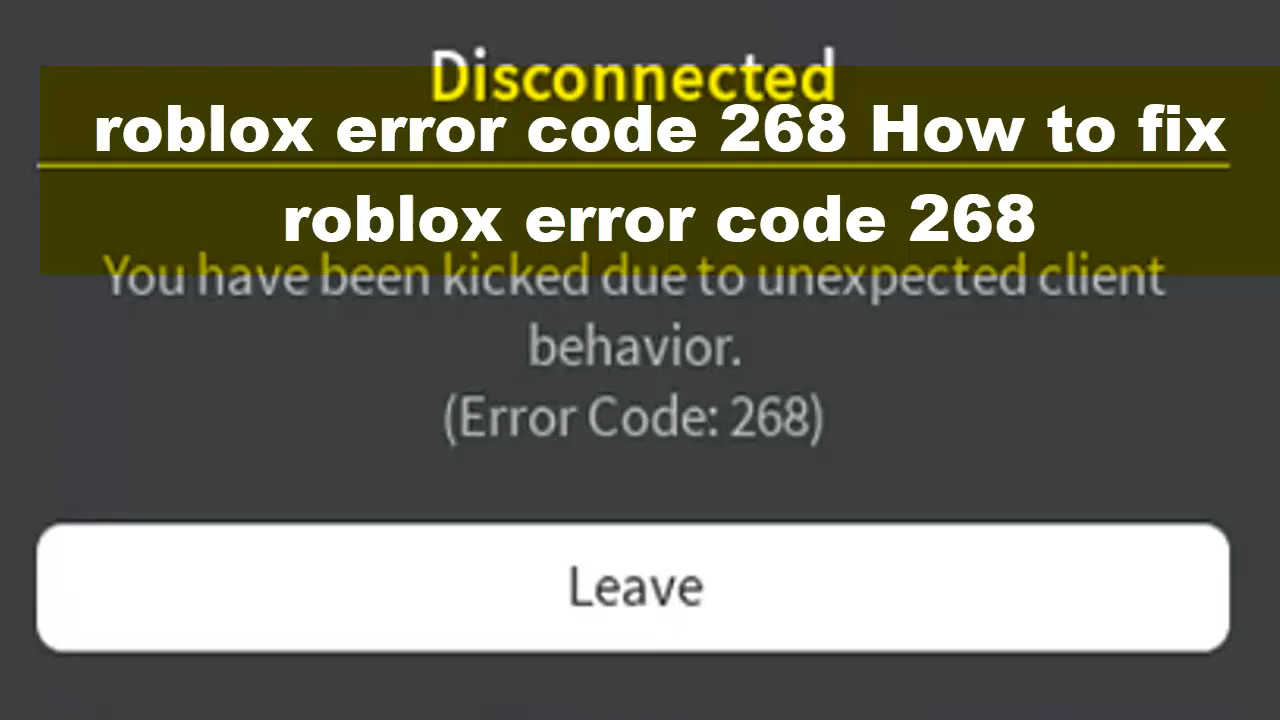 Disconnected
roblox error code 268 How to fix
roblox error code 268
You have been kicked due to unexpected client
behavior.
(Error Code: 268)
Leave